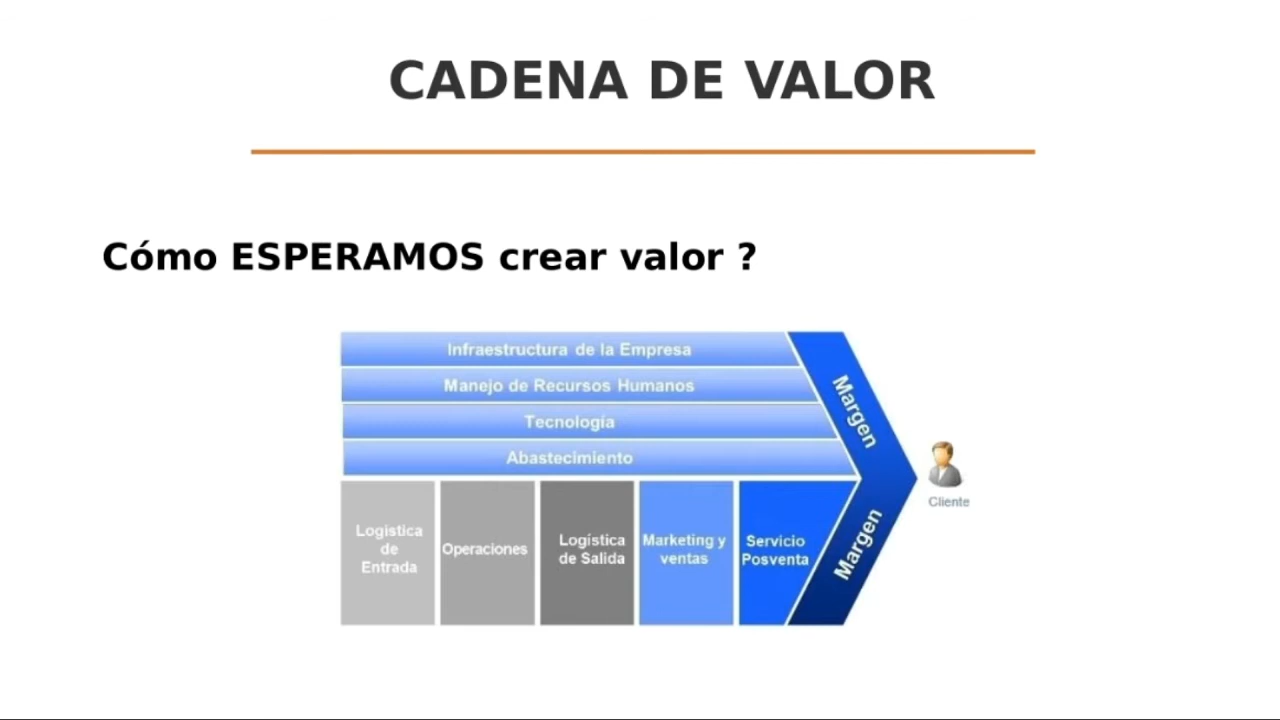 CADENA DE VALOR
Cómo ESPERAMOS crear valor ?
Infraestructura de la Empresa
Manejo de Recursos Humanos
Tecnología
Abastecimiento
Margen
Cliente
Logística
de
Entrada
Operaciones
Logística
de Salida
Marketing y
ventas
Servicio
Posventa
Margen